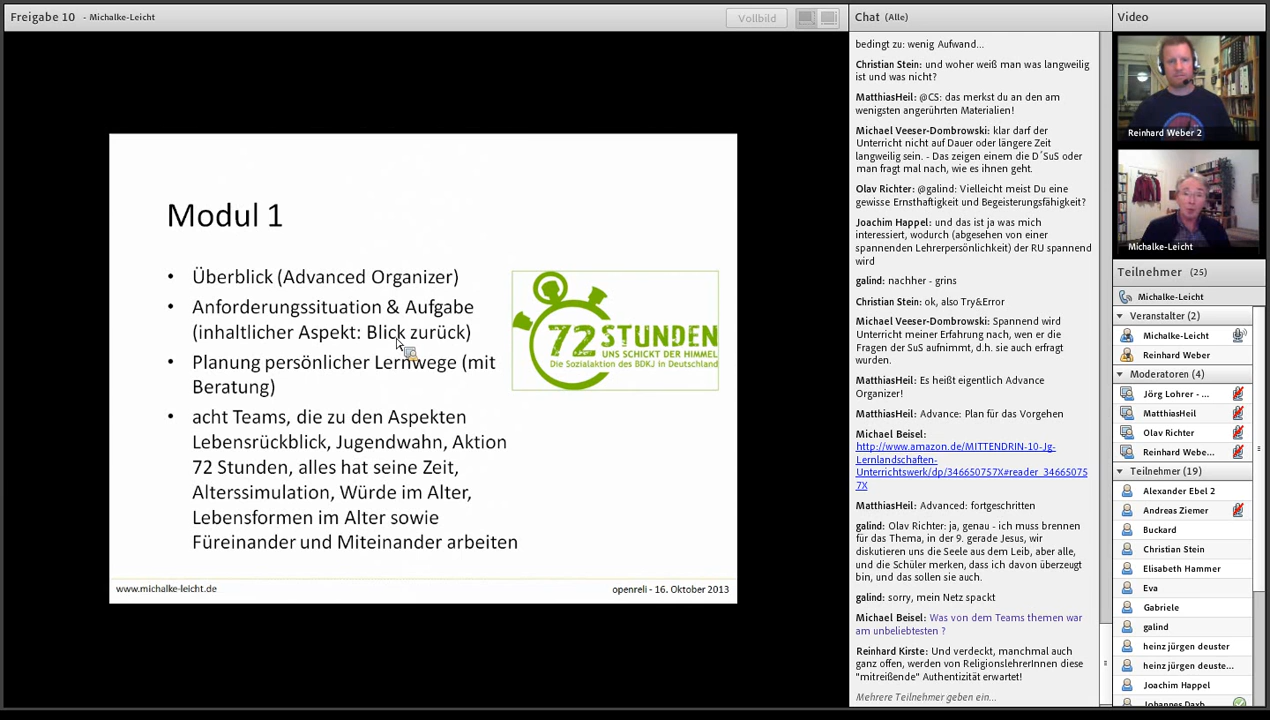 Freigabe 10 - Michalke-Leicht
Vollbild
Modul 1
• Überblick (Advanced Organizer)
• Anforderungssituation & Aufgabe
(inhaltlicher Aspekt: Blick zurück)
• Planung persönlicher Lernwege (mit
Beratung)
• acht Teams, die zu den Aspekten
Lebensrückblick, Jugendwahn, Aktion
72 Stunden, alles hat seine Zeit,
Alterssimulation, Würde im Alter,
Lebensformen im Alter sowie
Füreinander und Miteinander arbeiten
72 STUNDEN
UNS SCHICKT DER HIMMEL
Die Sozialaktion des BDKJ in Deutschland
www.michalke-leicht.de
openreli - 16. Oktober 2013
Chat (Alle)
bedingt zu: wenig Aufwand...
Christian Stein: und woher weiß man was langweilig
ist und was nicht?
MatthiasHeil: @CS: das merkst du an den am
wenigsten angerührten Materialien!
Michael Veeser-Dombrowski: klar darf der
Unterricht nicht auf Dauer oder längere Zeit
langweilig sein. - Das zeigen einem die D´SuS oder
man fragt mal nach, wie es ihnen geht.
Olav Richter: @galind: Vielleicht meist Du eine
gewisse Ernsthaftigkeit und Begeisterungsfähigkeit?
Joachim Happel: und das ist ja was mich
interessiert, wodurch (abgesehen von einer
spannenden Lehrerpersönlichkeit) der RU spannend
wird
galind: nachher - grins
Christian Stein: ok, also Try&Error
Michael Veeser-Dombrowski: Spannend wird
Unterricht meiner Erfahrung nach, wen er die
Fragen der SuS aufnimmt, d.h. sie auch erfragt
wurden.
MatthiasHeil: Es heißt eigentlich Advance
Organizer!
MatthiasHeil: Advance: Plan für das Vorgehen
Michael Beisel:
http://www.amazon.de/MITTENDRIN-10-Jg-
Lernlandschaften-
Unterrichtswerk/dp/346650757X#reader_34665075
7X
MatthiasHeil: Advanced: fortgeschritten
galind: Olav Richter: ja, genau - ich muss brennen
für das Thema, in der 9. gerade Jesus, wir
diskutieren uns die Seele aus dem Leib, aber alle,
und die Schüler merken, dass ich davon überzeugt
bin, und das sollen sie auch.
galind: sorry, mein Netz spackt
Michael Beisel: Was von dem Teams themen war
am unbeliebtesten ?
Reinhard Kirste: Und verdeckt, manchmal auch
ganz offen, werden von ReligionslehrerInnen diese
"mitreißende" Authentizität erwartet!
Mehrere Teilnehmer geben ein...
Video
Reinhard Weber 2
Michalke-Leicht
Teilnehmer (25)
Michalke-Leicht
Veranstalter (2)
Michalke-Leicht
Reinhard Weber
Moderatoren (4)
Jörg Lohrer - ...
MatthiasHeil
Olav Richter
Reinhard Webe...
Teilnehmer (19)
Alexander Ebel 2
Andreas Ziemer
Buckard
Christian Stein
Elisabeth Hammer
Eva
Gabriele
galind
heinz jürgen deuster
heinz jürgen deuste...
Joachim Happel